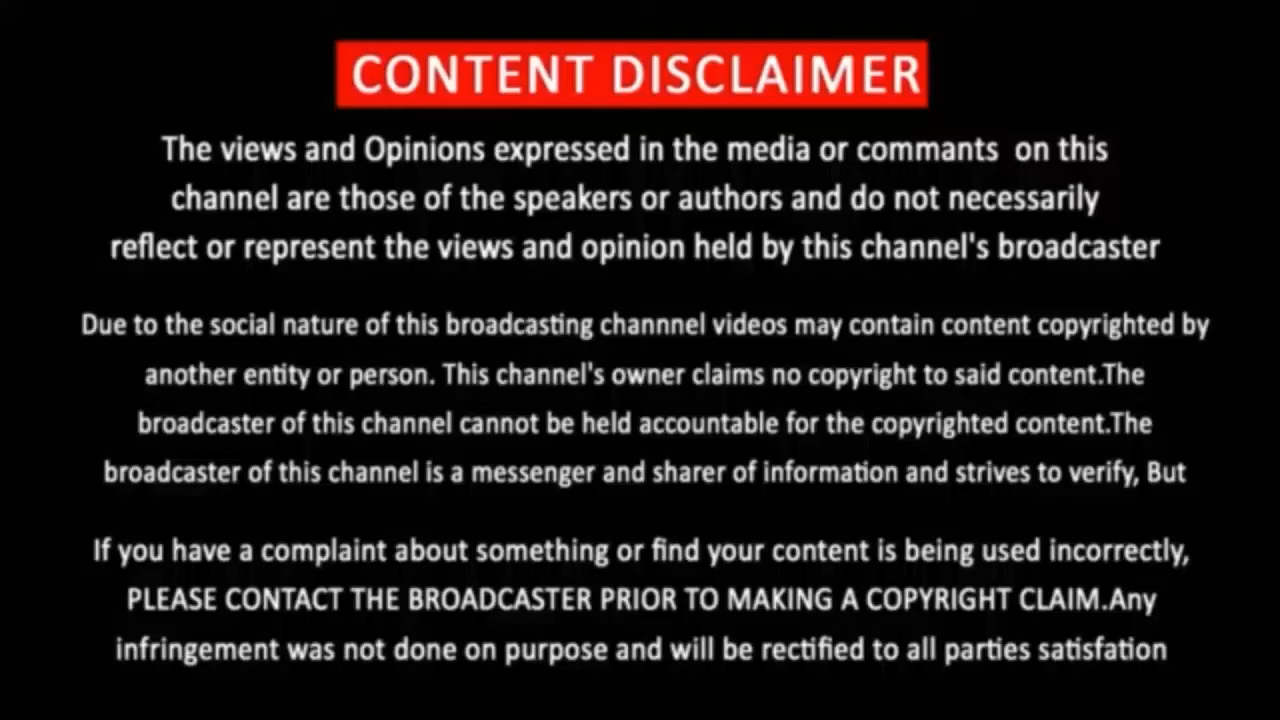 CONTENT DISCLAIMER
The views and Opinions expressed in the media or commants on this
channel are those of the speakers or authors and do not necessarily
reflect or represent the views and opinion held by this channel's broadcaster
Due to the social nature of this broadcasting channnel videos may contain content copyrighted by
another entity or person. This channel's owner claims no copyright to said content.The
broadcaster of this channel cannot be held accountable for the copyrighted content.The
broadcaster of this channel is a messenger and sharer of information and strives to verify, But
If you have a complaint about something or find your content is being used incorrectly,
PLEASE CONTACT THE BROADCASTER PRIOR TO MAKING A COPYRIGHT CLAIM.Any
infringement was not done on purpose and will be rectified to all parties satisfation